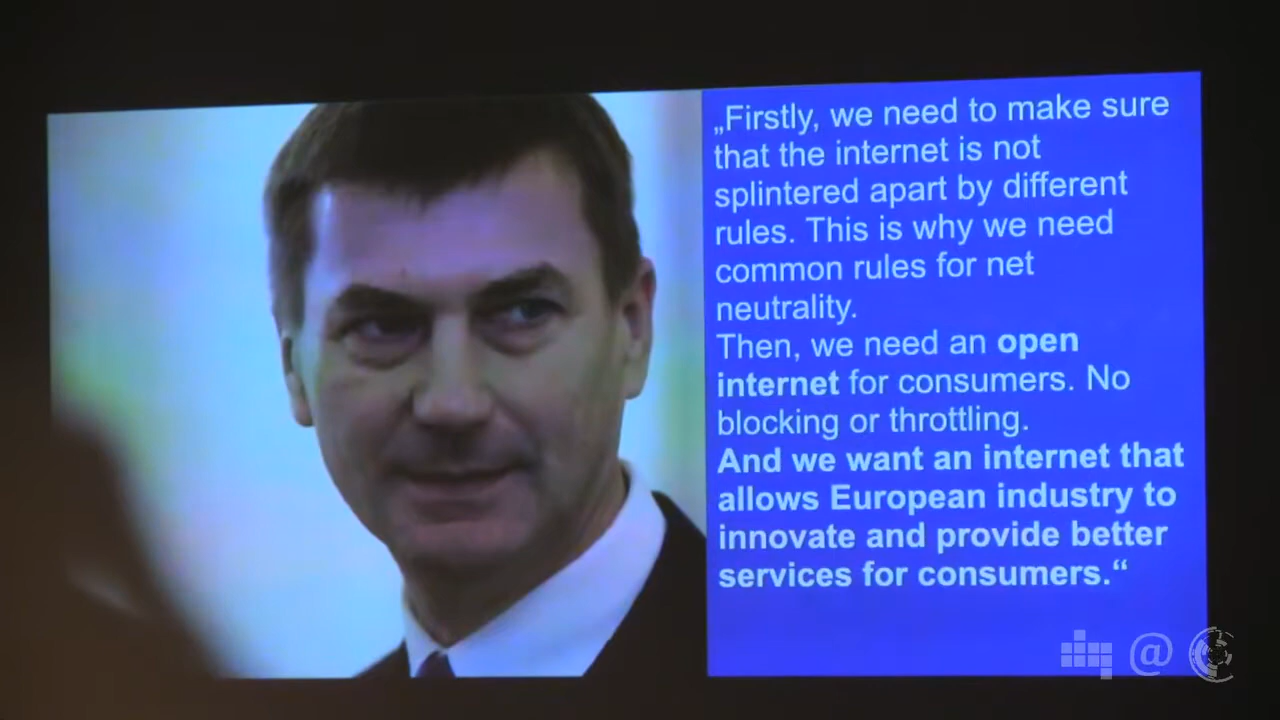 „Firstly, we need to make sure
that the internet is not
splintered apart by different
rules. This is why we need
common rules for net
neutrality.
Then, we need an open
internet for consumers. No
blocking or throttling.
And we want an internet that
allows European industry to
innovate and provide better
services for consumers.“
@